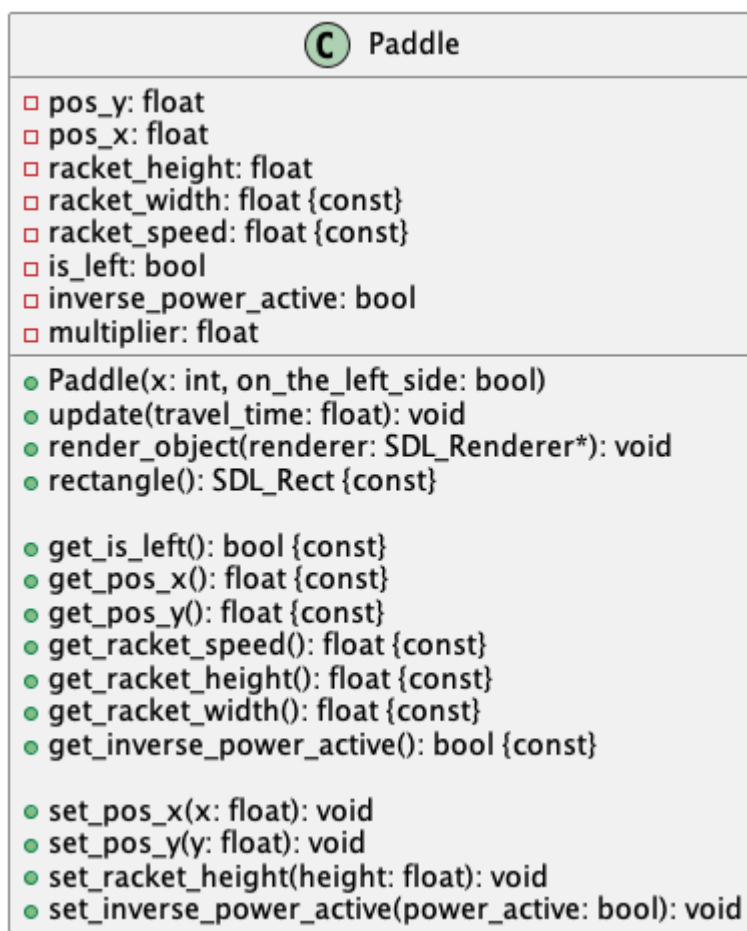 C Paddle
pos_y: float
pos_x: float
racket_height: float
racket_width: float {const}
racket_speed: float {const}
is_left: bool
inverse_power_active: bool
multiplier: float
Paddle(x: int, on_the_left_side: bool)
update(travel_time: float): void
render_object(renderer: SDL_Renderer*): void
rectangle(): SDL_Rect {const}
get_is_left(): bool {const}
get_pos_x(): float {const}
get_pos_y(): float {const}
get_racket_speed(): float {const}
get_racket_height(): float {const}
get_racket_width(): float {const}
get_inverse_power_active(): bool {const}
set_pos_x(x: float): void
set_pos_y(y: float): void
set_racket_height(height: float): void
set_inverse_power_active(power_active: bool): void